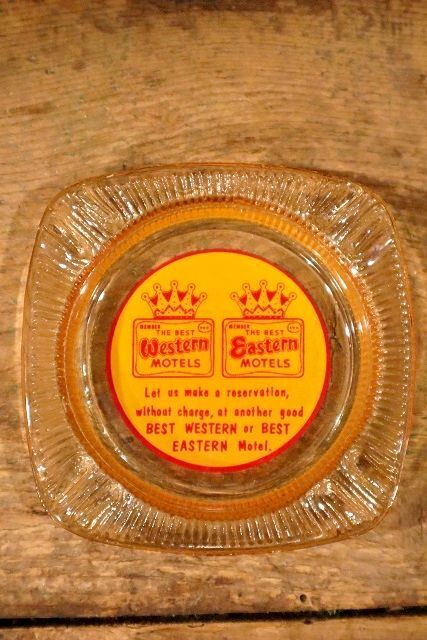 MEMBER
THE BEST
Western
MOTELS
MEMBER
THE BEST
Eastern
MOTELS
Let us make a reservation,
without charge, at another good
BEST WESTERN or BEST
EASTERN Motel.